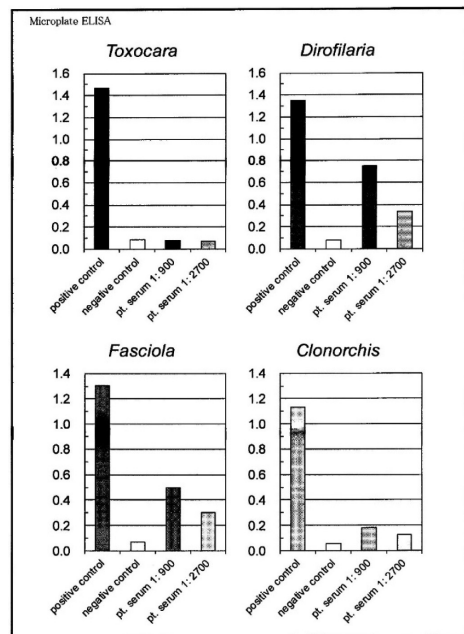 Microplate ELISA
Toxocara
1.6
1.4
1.2
1.0
0.8
0.6
0.4
0.2
0.0
positive control
negative control
pt. serum 1: 900
pt. serum 1: 2700
Dirofilaria
1.6
1.4
1.2
1.0
0.8
0.6
0.4
0.2
0.0
positive control
negative control
pt. serum 1: 900
pt. serum 1: 2700
Fasciola
1.4
1.2
1.0
0.8
0.6
0.4
0.2
0.0
positive control
negative control
pt. serum 1: 900
pt. serum 1: 2700
Clonorchis
1.4
1.2
1.0
0.8
0.6
0.4
0.2
0.0
positive control
negative control
pt. serum 1: 900
pt. serum 1: 2700